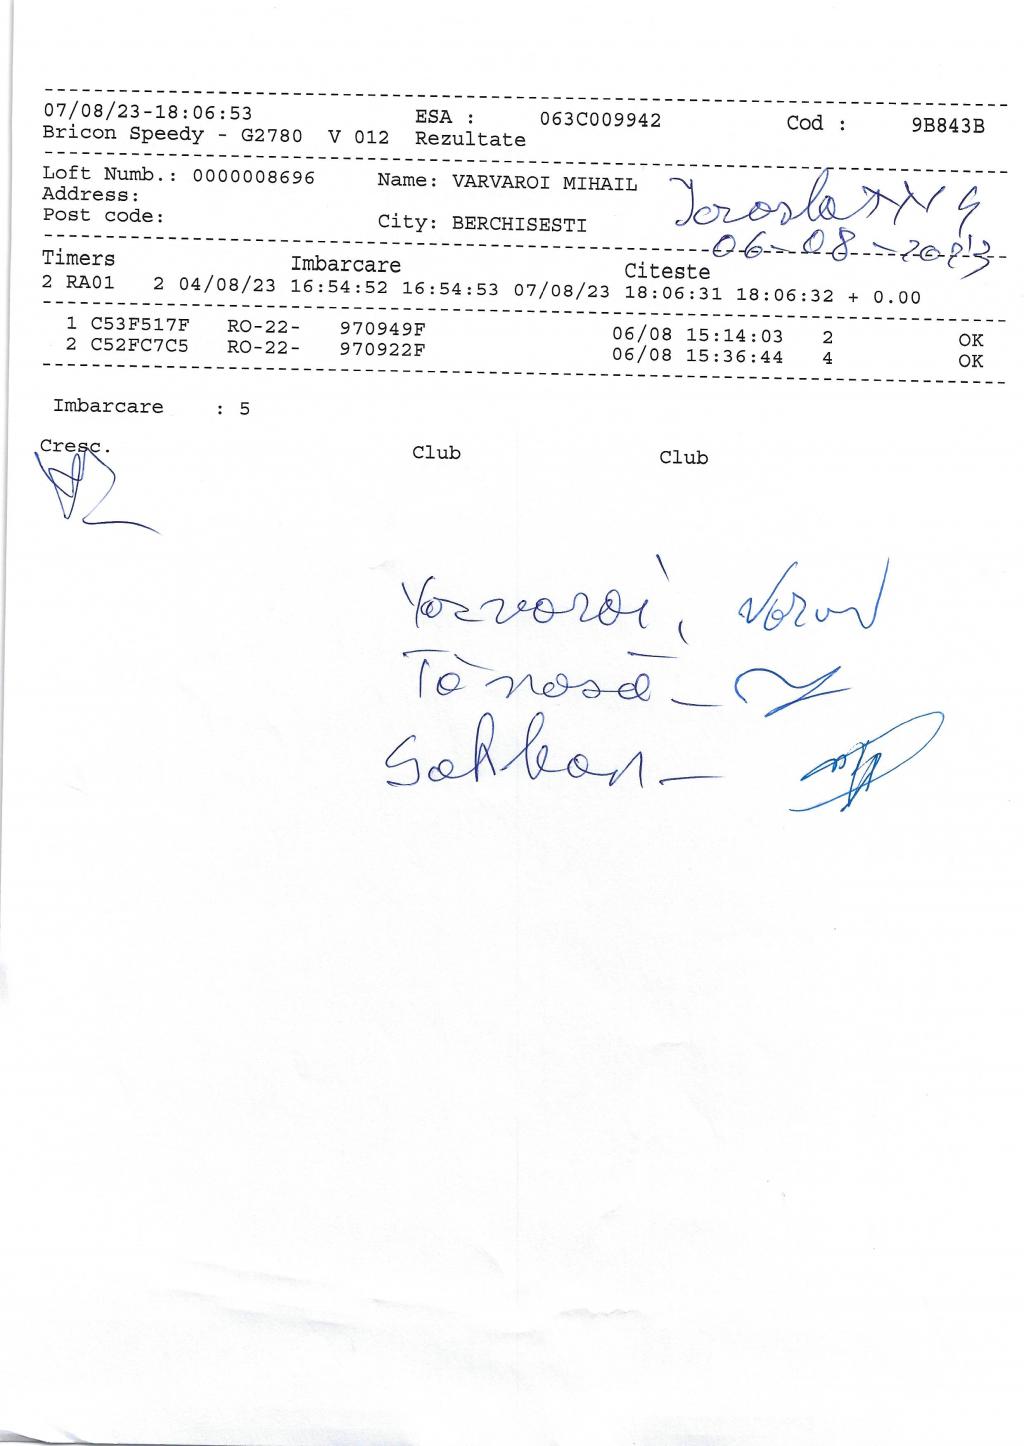 07/08/23-18:06:53 ESA : 063C009942 Cod : 9B843B
Bricon Speedy - G2780 V 012 Rezultate
Loft Numb.: 0000008696 Name: VARVAROI MIHAIL
Address:
Post code: City: BERCHISESTI
06-08-2023
Timers Imbarcare Citeste
2 RA01 2 04/08/23 16:54:52 16:54:53 07/08/23 18:06:31 18:06:32 + 0.00
1 C53F517F RO-22- 970949F 06/08 15:14:03 2 OK
2 C52FC7C5 RO-22- 970922F 06/08 15:36:44 4 OK
Imbarcare : 5
Cresc. Club Club
Varvaroi,
Tănasă -